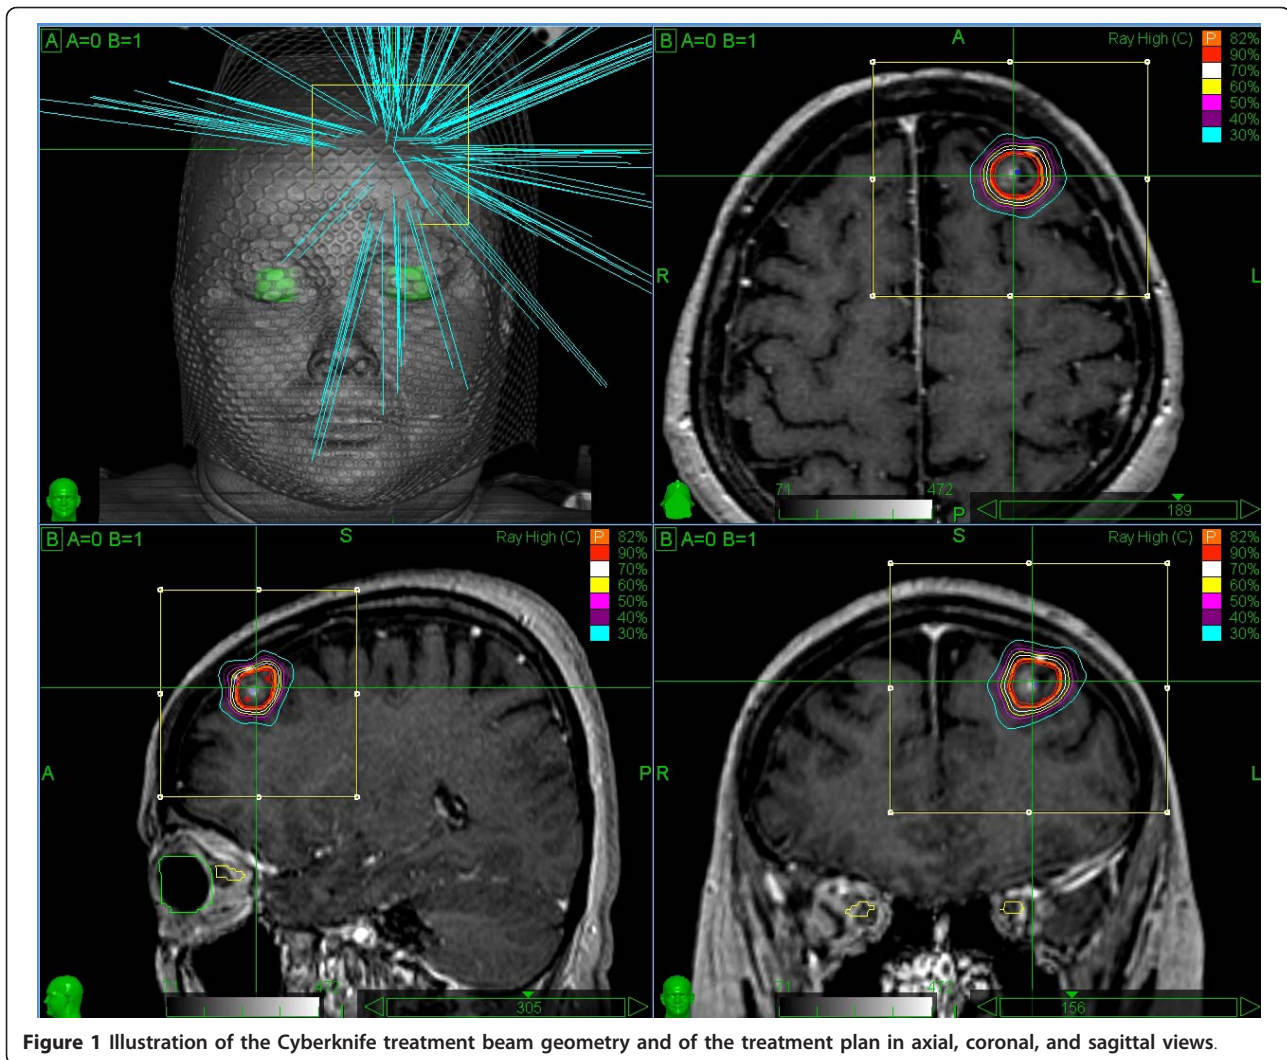 A A=0 B=1
B A=0 B=1
A
Ray High (C)
P 82%
90%
70%
60%
50%
40%
30%
R
L
71
472
P
189
B A=0 B=1
S
Ray High (C)
P 82%
90%
70%
60%
50%
40%
30%
A
P
305
B A=0 B=1
S
Ray High (C)
P 82%
90%
70%
60%
50%
40%
30%
R
L
156
Figure 1 Illustration of the Cyberknife treatment beam geometry and of the treatment plan in axial, coronal, and sagittal views.